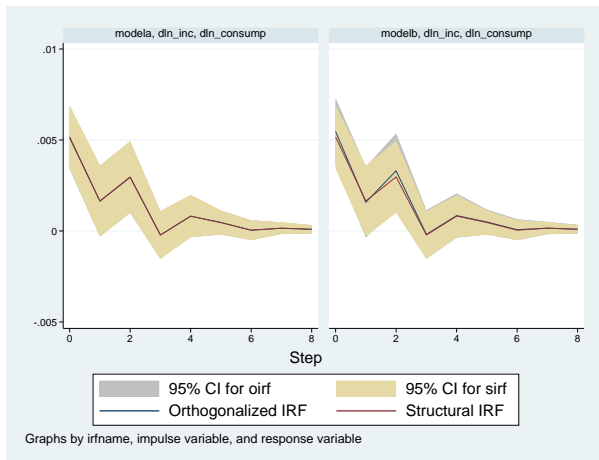 modela, dln_inc, dln_consump modelb, dln_inc, dln_consump
.01
.005
0
-.005
0 2 4 6 8 0 2 4 6 8
Step
95% CI for oirf 95% CI for sirf
Orthogonalized IRF Structural IRF
Graphs by irfname, impulse variable, and response variable